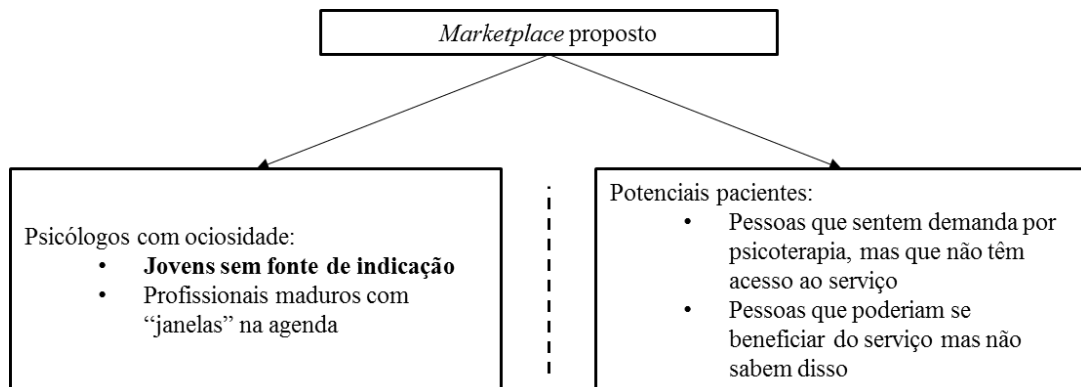 Marketplace proposto
Psicólogos com ociosidade:
• Jovens sem fonte de indicação
• Profissionais maduros com
“janelas” na agenda
Potenciais pacientes:
• Pessoas que sentem demanda por
psicoterapia, mas que não têm
acesso ao serviço
• Pessoas que poderiam se
beneficiar do serviço mas não
sabem disso